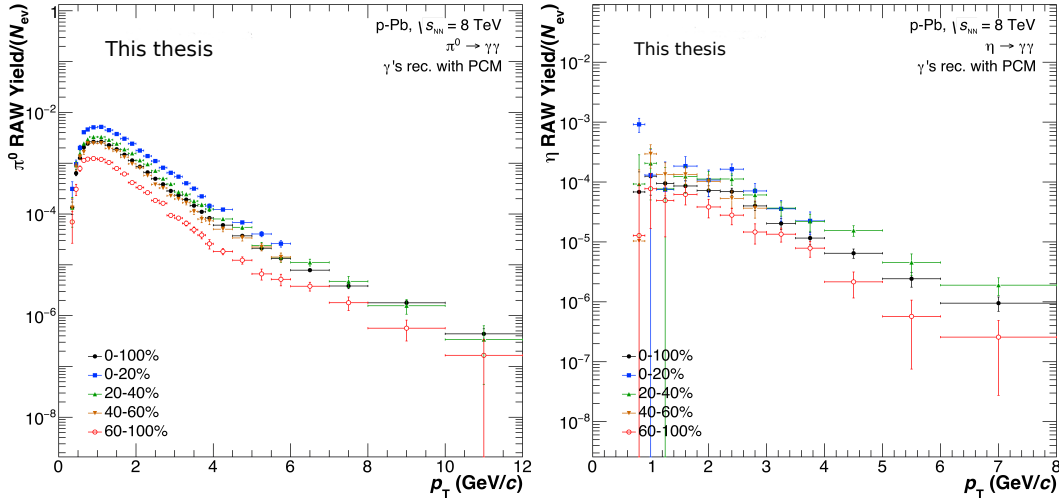 π⁰ RAW Yield/(N_ev)
1
10⁻²
10⁻⁴
10⁻⁶
10⁻⁸
This thesis
p-Pb, √s_NN = 8 TeV
π⁰ → γγ
γ's rec. with PCM
0-100%
0-20%
20-40%
40-60%
60-100%
0 2 4 6 8 10 12
p_T (GeV/c)
η RAW Yield/(N_ev)
10⁻²
10⁻³
10⁻⁴
10⁻⁵
10⁻⁶
10⁻⁷
10⁻⁸
This thesis
p-Pb, √s_NN = 8 TeV
η → γγ
γ's rec. with PCM
0-100%
0-20%
20-40%
40-60%
60-100%
0 1 2 3 4 5 6 7 8
p_T (GeV/c)